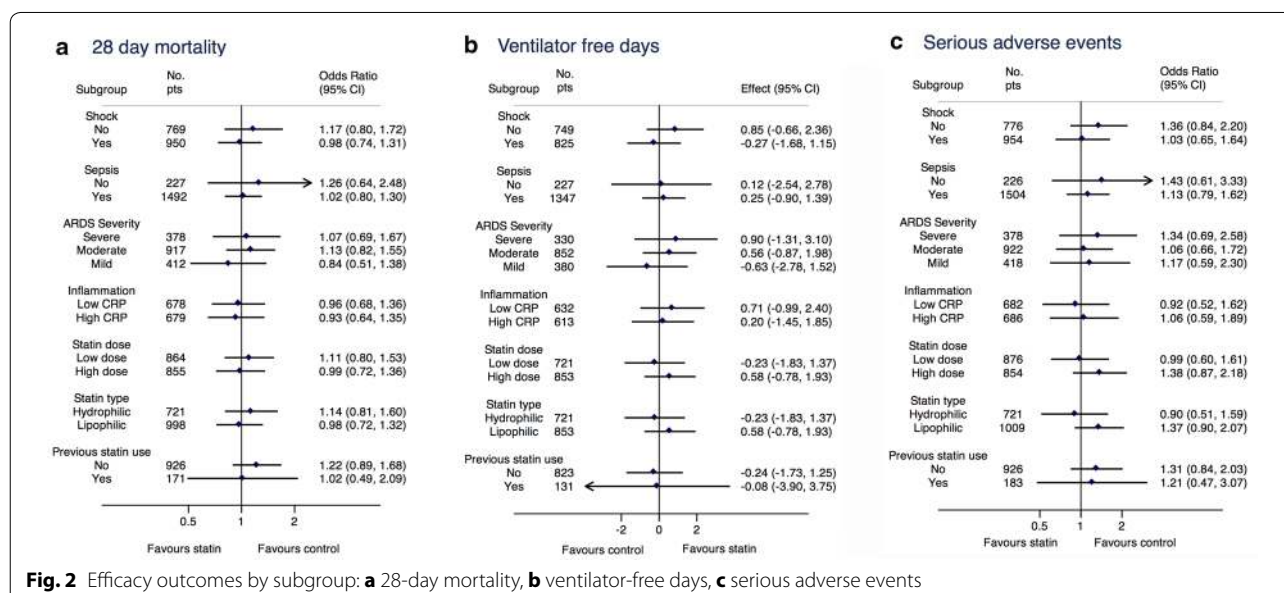 a 28 day mortality
Subgroup No. pts Odds Ratio (95% CI)
Shock
No 769 1.17 (0.80, 1.72)
Yes 950 0.98 (0.74, 1.31)
Sepsis
No 227 1.26 (0.64, 2.48)
Yes 1492 1.02 (0.80, 1.30)
ARDS Severity
Severe 378 1.07 (0.69, 1.67)
Moderate 917 1.13 (0.82, 1.55)
Mild 412 0.84 (0.51, 1.38)
Inflammation
Low CRP 678 0.96 (0.68, 1.36)
High CRP 679 0.93 (0.64, 1.35)
Statin dose
Low dose 864 1.11 (0.80, 1.53)
High dose 855 0.99 (0.72, 1.36)
Statin type
Hydrophilic 721 1.14 (0.81, 1.60)
Lipophilic 998 0.98 (0.72, 1.32)
Previous statin use
No 926 1.22 (0.89, 1.68)
Yes 171 1.02 (0.49, 2.09)
0.5 1 2
Favours statin Favours control
b Ventilator free days
Subgroup No. pts Effect (95% CI)
Shock
No 749 0.85 (-0.66, 2.36)
Yes 825 -0.27 (-1.68, 1.15)
Sepsis
No 227 0.12 (-2.54, 2.78)
Yes 1347 0.25 (-0.90, 1.39)
ARDS Severity
Severe 330 0.90 (-1.31, 3.10)
Moderate 852 0.56 (-0.87, 1.98)
Mild 380 -0.63 (-2.78, 1.52)
Inflammation
Low CRP 632 0.71 (-0.99, 2.40)
High CRP 613 0.20 (-1.45, 1.85)
Statin dose
Low dose 721 -0.23 (-1.83, 1.37)
High dose 853 0.58 (-0.78, 1.93)
Statin type
Hydrophilic 721 -0.23 (-1.83, 1.37)
Lipophilic 853 0.58 (-0.78, 1.93)
Previous statin use
No 823 -0.24 (-1.73, 1.25)
Yes 131 -0.08 (-3.90, 3.75)
-2 0 2
Favours control Favours statin
c Serious adverse events
Subgroup No. pts Odds Ratio (95% CI)
Shock
No 776 1.36 (0.84, 2.20)
Yes 954 1.03 (0.65, 1.64)
Sepsis
No 226 1.43 (0.61, 3.33)
Yes 1504 1.13 (0.79, 1.62)
ARDS Severity
Severe 378 1.34 (0.69, 2.58)
Moderate 922 1.06 (0.66, 1.72)
Mild 418 1.17 (0.59, 2.30)
Inflammation
Low CRP 682 0.92 (0.52, 1.62)
High CRP 686 1.06 (0.59, 1.89)
Statin dose
Low dose 876 0.99 (0.60, 1.61)
High dose 854 1.38 (0.87, 2.18)
Statin type
Hydrophilic 721 0.90 (0.51, 1.59)
Lipophilic 1009 1.37 (0.90, 2.07)
Previous statin use
No 926 1.31 (0.84, 2.03)
Yes 183 1.21 (0.47, 3.07)
0.5 1 2
Favours statin Favours control
Fig. 2 Efficacy outcomes by subgroup: a 28-day mortality, b ventilator-free days, c serious adverse events